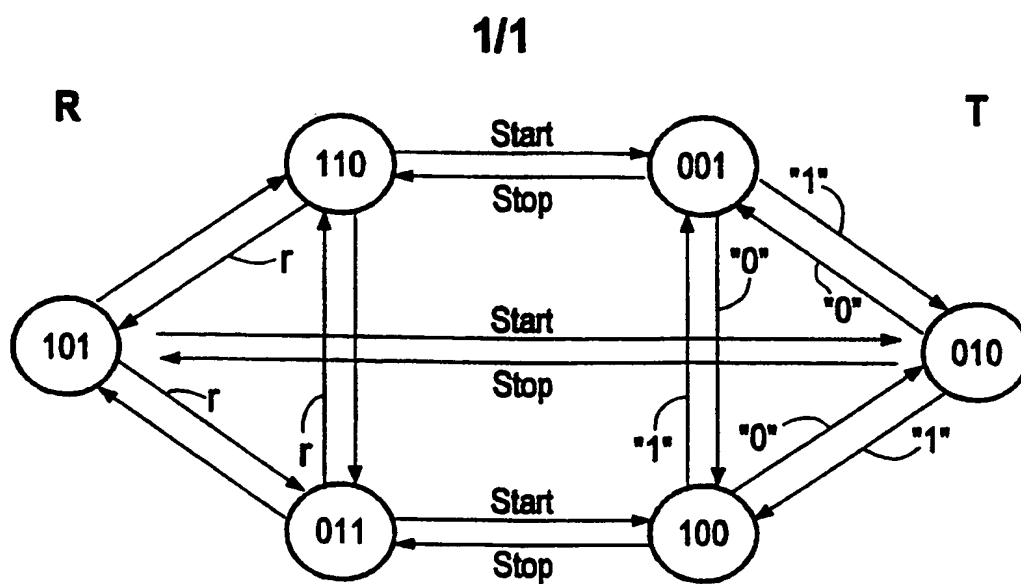 1/1
R
T
110
Start
001
Stop
"1"
r
"0"
"0"
101
Start
010
Stop
r
r
"1"
"0"
"1"
011
Start
100
Stop